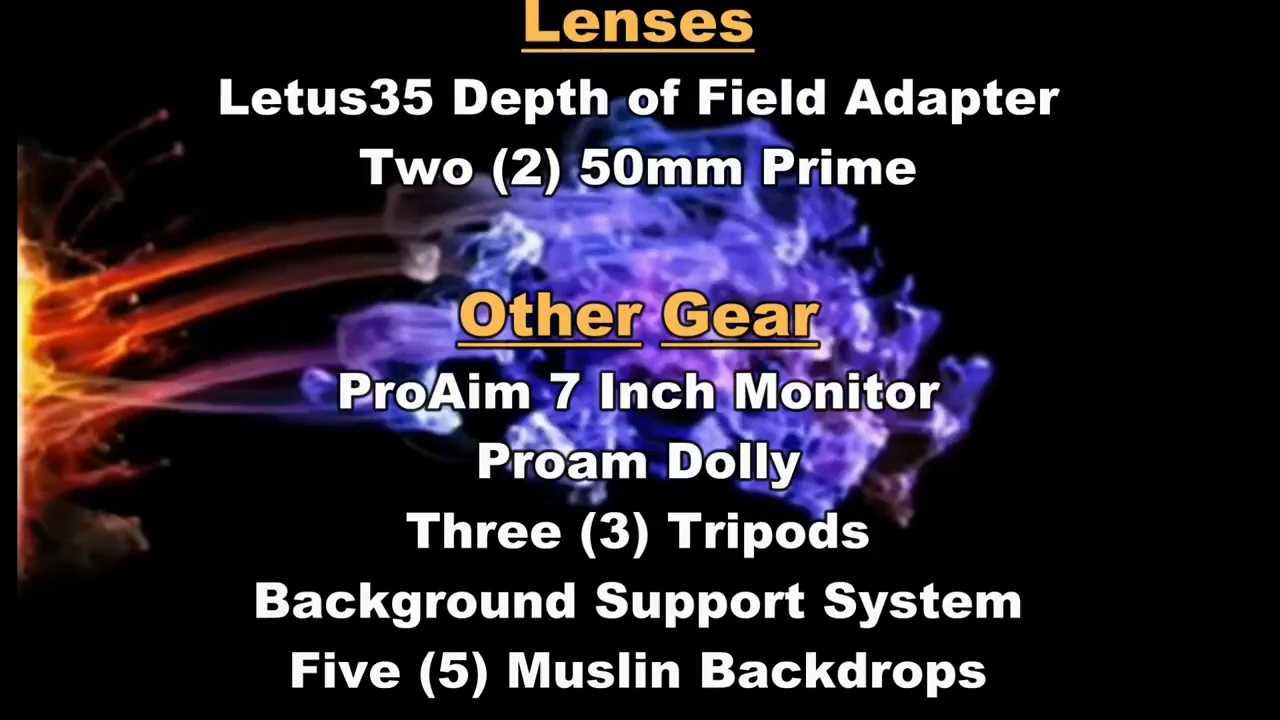 Lenses
Letus35 Depth of Field Adapter
Two (2) 50mm Prime
Other Gear
ProAim 7 Inch Monitor
Proam Dolly
Three (3) Tripods
Background Support System
Five (5) Muslin Backdrops